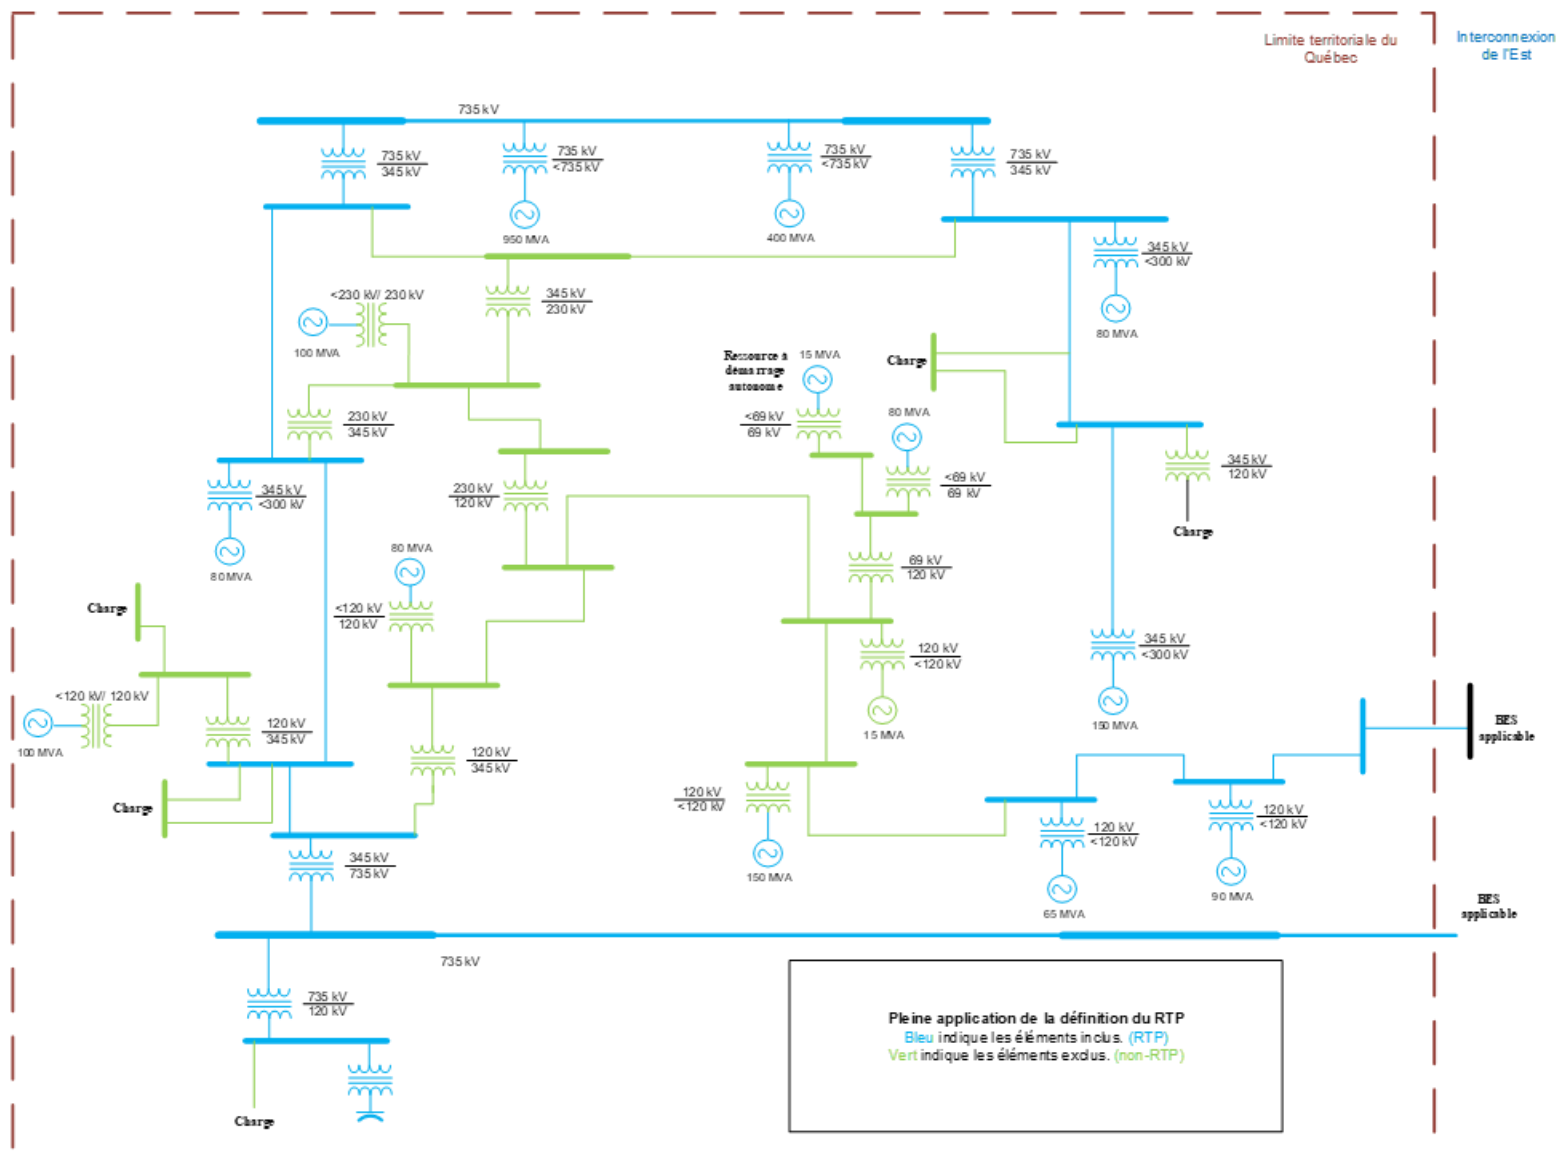 Limite territoriale du
Québec
Interconnexion
de l'Est
735 kV
735 kV
345 kV
735 kV
<735 kV
735 kV
<735 kV
735 kV
345 kV
950 MVA
400 MVA
345 kV
<300 kV
80 MVA
<230 kV/ 230 kV
100 MVA
345 kV
230 kV
Ressource à
démarrage
autonome
15 MVA
Charge
230 kV
345 kV
<69 kV
69 kV
80 MVA
345 kV
<300 kV
80 MVA
230 kV
120 kV
<69 kV
69 kV
345 kV
120 kV
Charge
80 MVA
69 kV
120 kV
Charge
<120 kV
120 kV
120 kV
<120 kV
345 kV
<300 kV
<120 kV/ 120 kV
100 MVA
120 kV
345 kV
120 kV
345 kV
15 MVA
150 MVA
BES
applicable
Charge
120 kV
<120 kV
150 MVA
120 kV
<120 kV
65 MVA
120 kV
<120 kV
90 MVA
345 kV
735 kV
BES
applicable
735 kV
735 kV
120 kV
Charge
Pleine application de la définition du RTP
Bleu indique les éléments inclus. (RTP)
Vert indique les éléments exclus. (non-RTP)